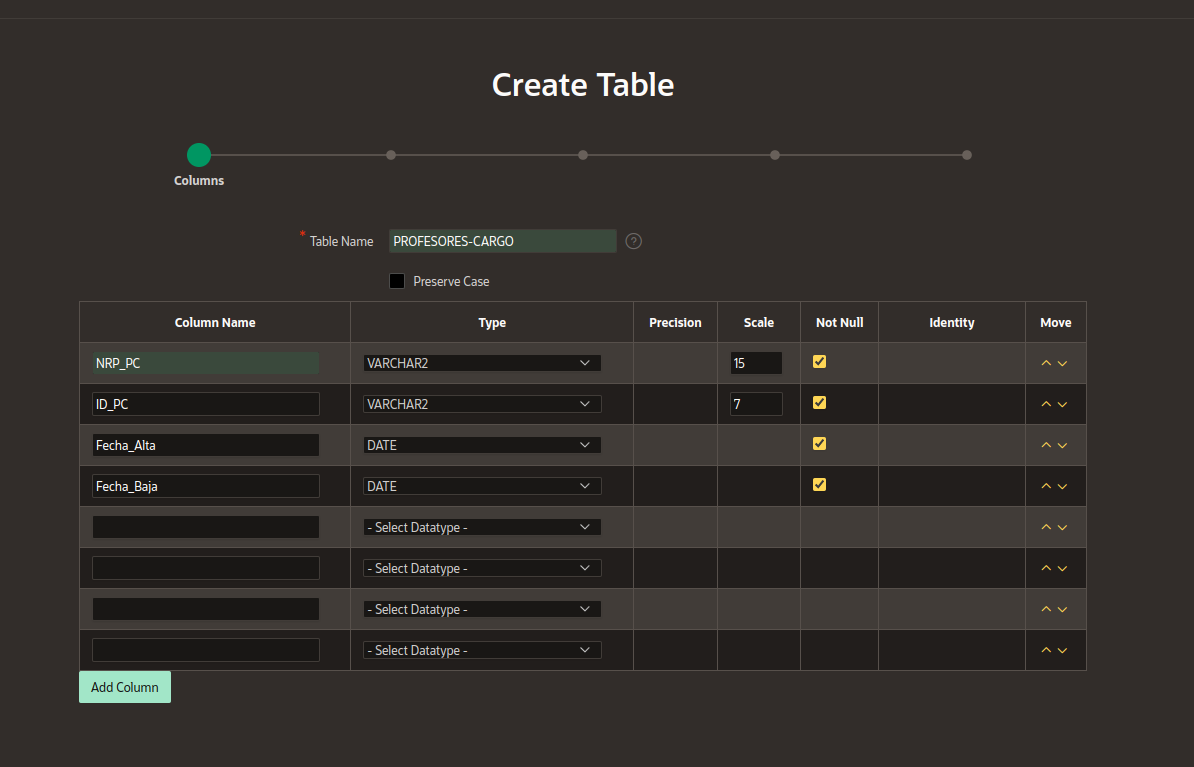 Create Table
Columns
* Table Name PROFESORES-CARGO ?
Preserve Case
Column Name Type Precision Scale Not Null Identity Move
NRP_PC VARCHAR2 15
ID_PC VARCHAR2 7
Fecha_Alta DATE
Fecha_Baja DATE
- Select Datatype -
- Select Datatype -
- Select Datatype -
- Select Datatype -
Add Column